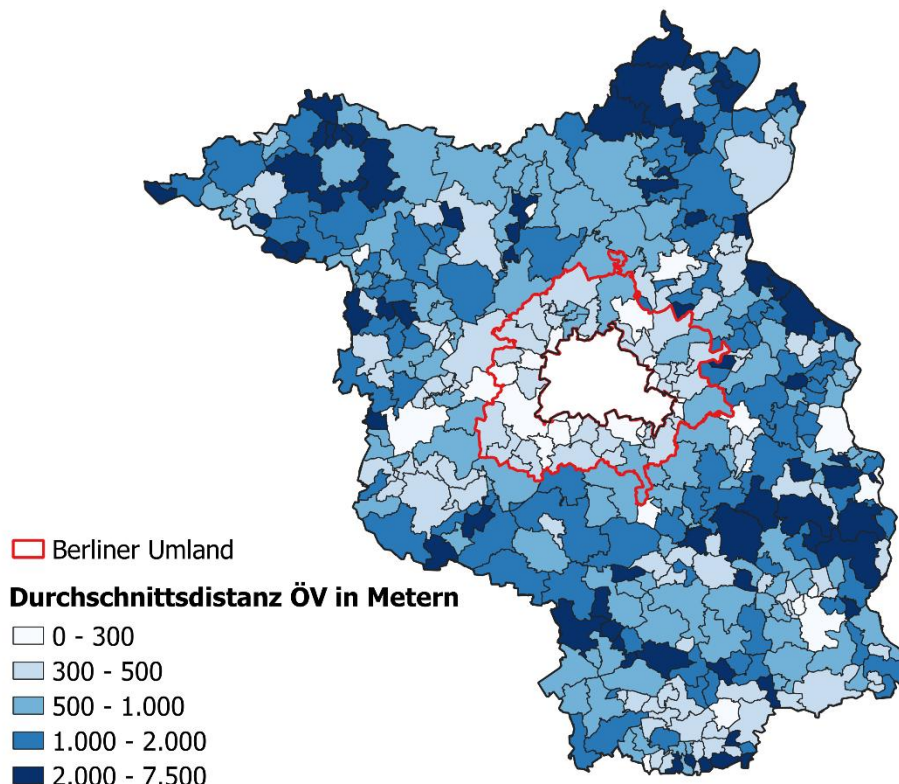 Berliner Umland
Durchschnittsdistanz ÖV in Metern
0 - 300
300 - 500
500 - 1.000
1.000 - 2.000
2.000 - 7.500